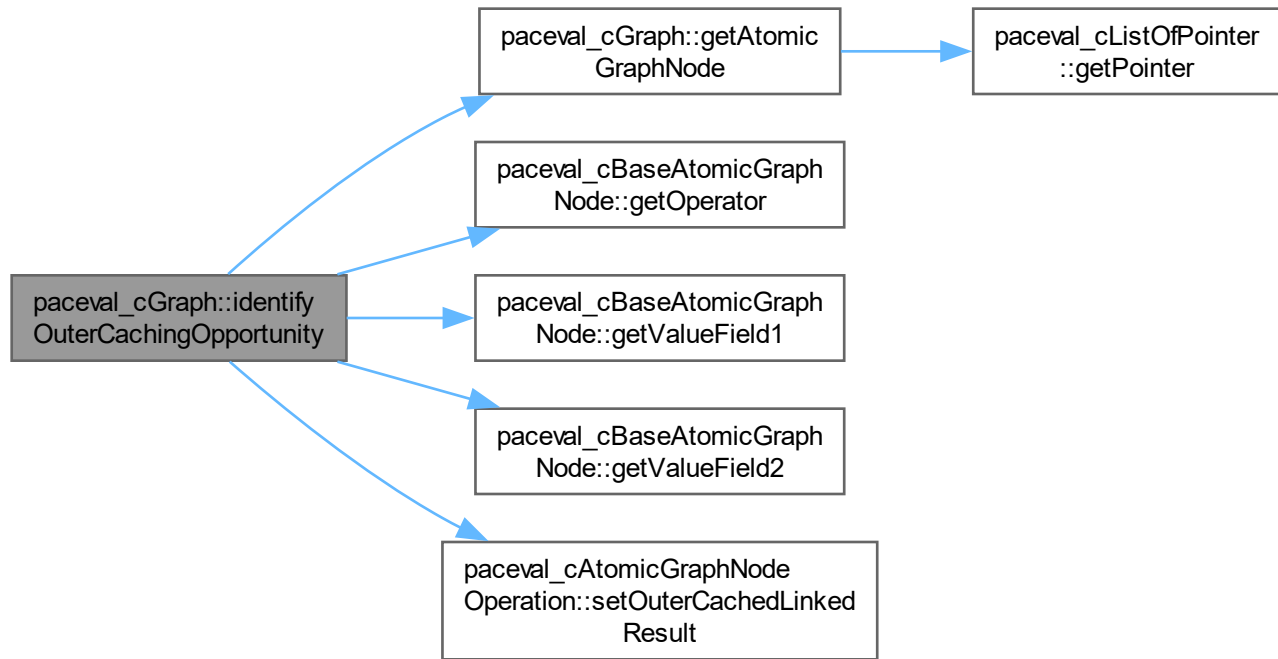 paceval_cGraph::getAtomic
GraphNode
paceval_cListOfPointer
::getPointer
paceval_cBaseAtomicGraph
Node::getOperator
paceval_cGraph::identify
OuterCachingOpportunity
paceval_cBaseAtomicGraph
Node::getValueField1
paceval_cBaseAtomicGraph
Node::getValueField2
paceval_cAtomicGraphNode
Operation::setOuterCachedLinked
Result